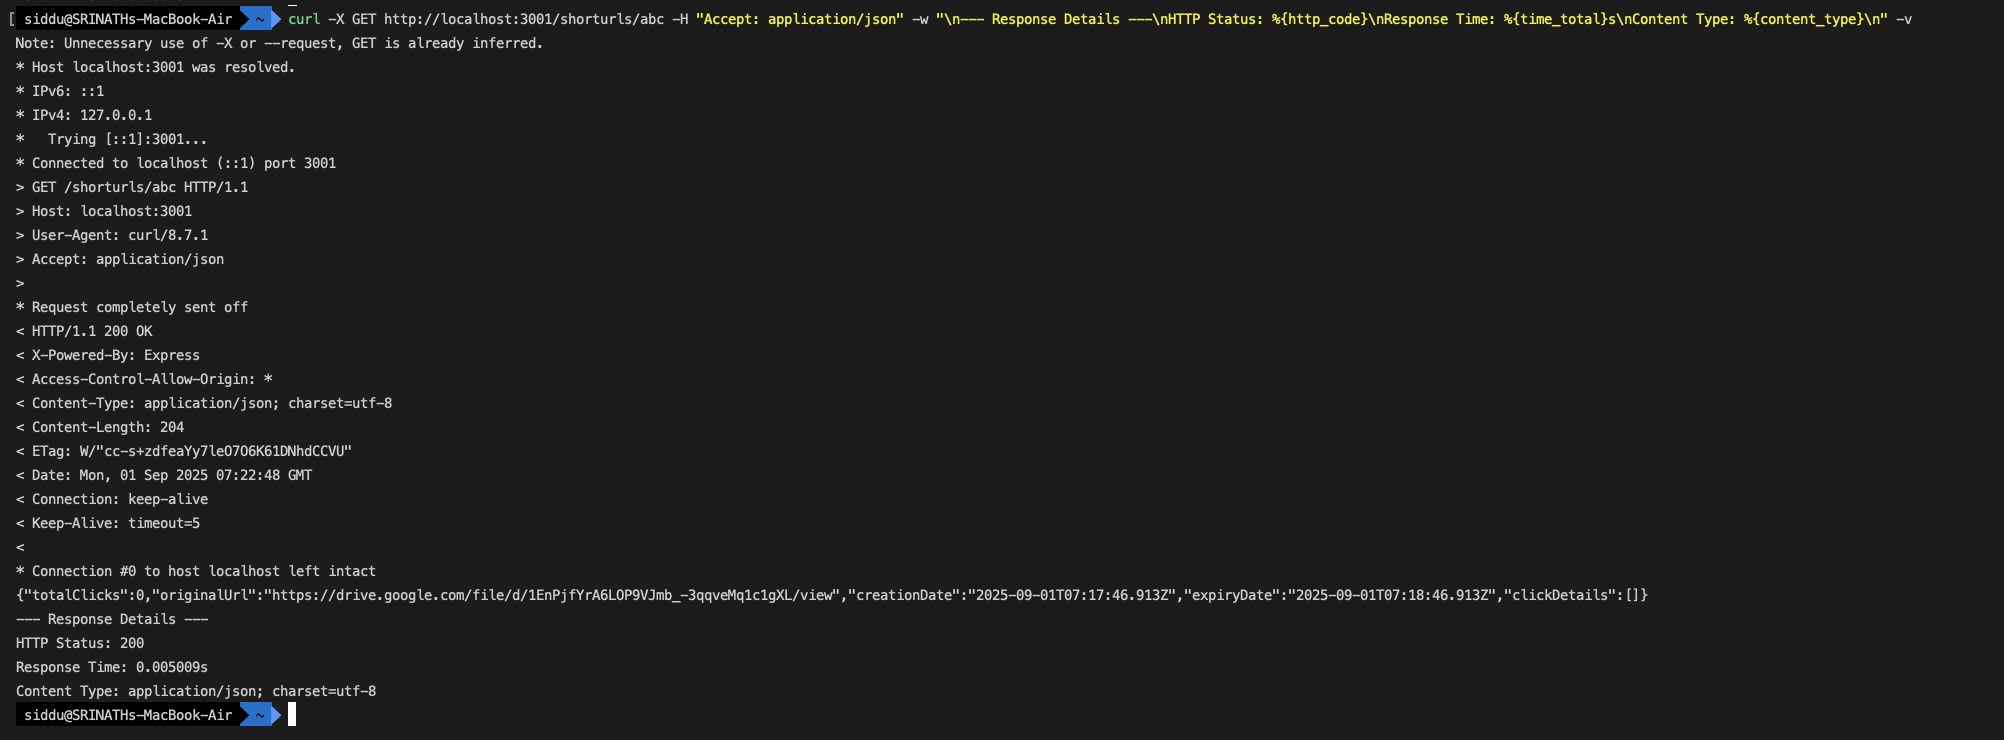 [ siddu@SRINATHs-MacBook-Air ~ curl -X GET http://localhost:3001/shorturls/abc -H "Accept: application/json" -w "\n--- Response Details ---\nHTTP Status: %{http_code}\nResponse Time: %{time_total}s\nContent Type: %{content_type}\n" -v
Note: Unnecessary use of -X or --request, GET is already inferred.
* Host localhost:3001 was resolved.
* IPv6: ::1
* IPv4: 127.0.0.1
*   Trying [::1]:3001...
* Connected to localhost (::1) port 3001
> GET /shorturls/abc HTTP/1.1
> Host: localhost:3001
> User-Agent: curl/8.7.1
> Accept: application/json
>
* Request completely sent off
< HTTP/1.1 200 OK
< X-Powered-By: Express
< Access-Control-Allow-Origin: *
< Content-Type: application/json; charset=utf-8
< Content-Length: 204
< ETag: W/"cc-s+zdfeaYy7leO7O6K61DNhdCCVU"
< Date: Mon, 01 Sep 2025 07:22:48 GMT
< Connection: keep-alive
< Keep-Alive: timeout=5
<
* Connection #0 to host localhost left intact
{"totalClicks":0,"originalUrl":"https://drive.google.com/file/d/1EnPjfYrA6LOP9VJmb_-3qqveMq1c1gXL/view","creationDate":"2025-09-01T07:17:46.913Z","expiryDate":"2025-09-01T07:18:46.913Z","clickDetails":[]}
--- Response Details ---
HTTP Status: 200
Response Time: 0.005009s
Content Type: application/json; charset=utf-8
siddu@SRINATHs-MacBook-Air ~